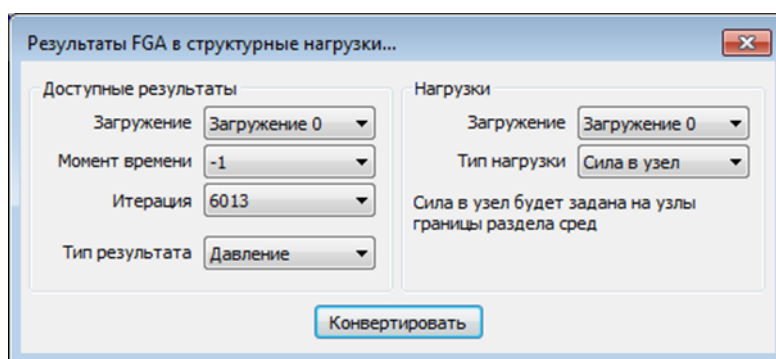 Результаты FGA в структурные нагрузки...
Доступные результаты
Загружение Загружение 0
Момент времени -1
Итерация 6013
Тип результата Давление
Нагрузки
Загружение Загружение 0
Тип нагрузки Сила в узел
Сила в узел будет задана на узлы
границы раздела сред
Конвертировать